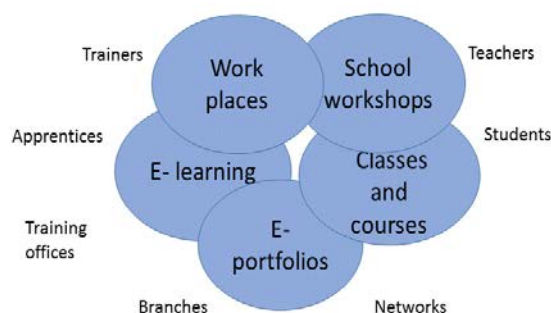 Trainers
Work
places
School
workshops
Teachers
Apprentices
E- learning
Classes
and
courses
Students
Training
offices
E-
portfolios
Branches
Networks